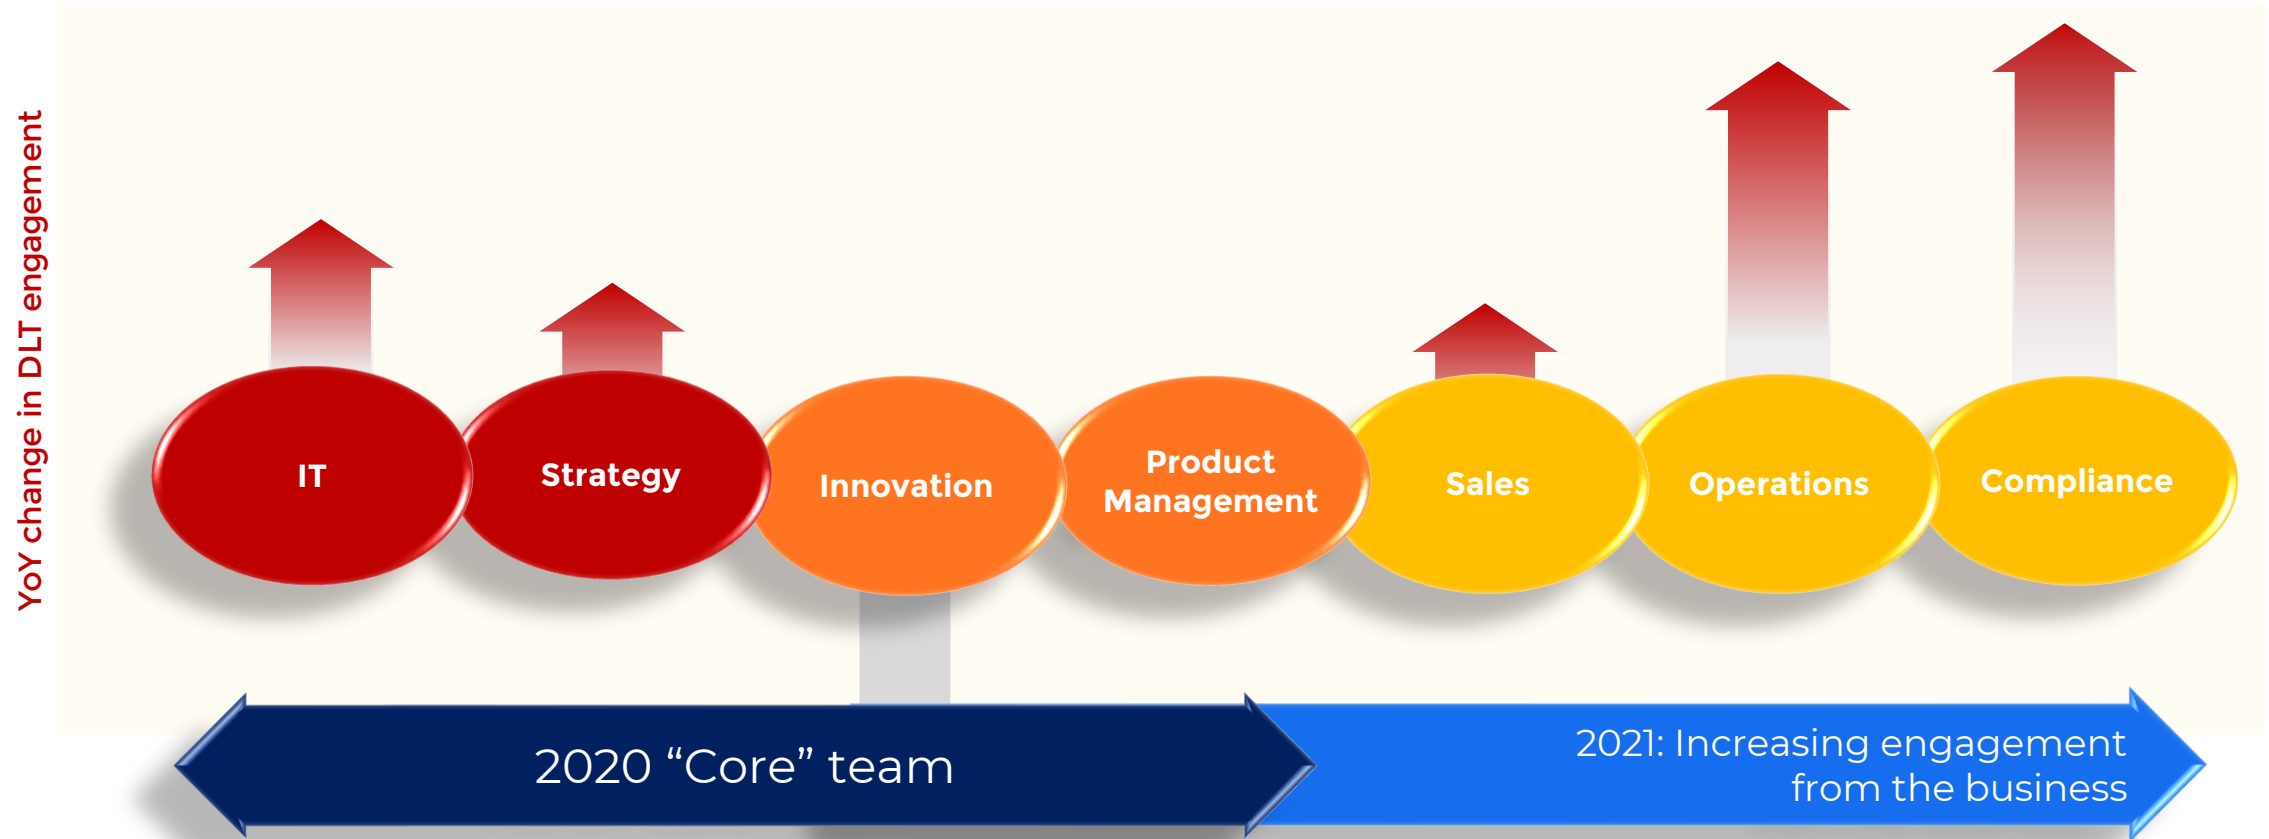 YoY change in DLT engagement
IT
Strategy
Innovation
Product
Management
Sales
Operations
Compliance
2020 “Core” team
2021: Increasing engagement
from the business